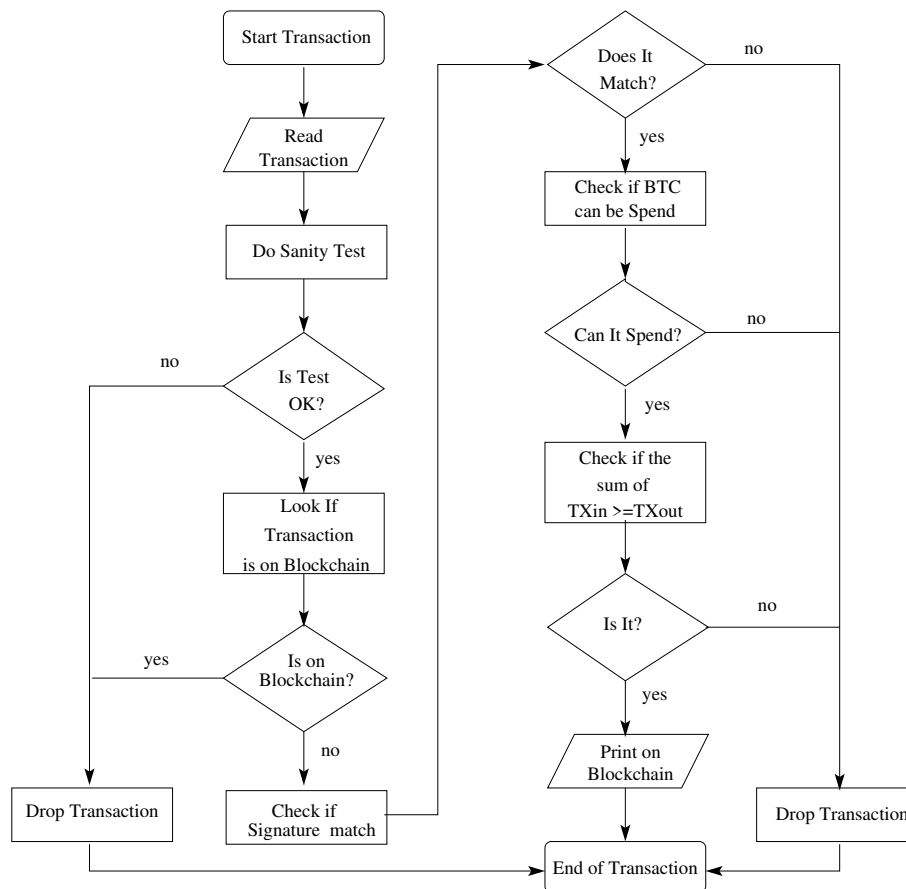 Start Transaction
Read
Transaction
Do Sanity Test
no
Is Test
OK?
yes
Look If
Transaction
is on Blockchain
yes
Is on
Blockchain?
no
Drop Transaction
Check if
Signature match
Does It
Match?
no
yes
Check if BTC
can be Spend
Can It Spend?
no
yes
Check if the
sum of
TXin >=TXout
Is It?
no
yes
Print on
Blockchain
Drop Transaction
End of Transaction